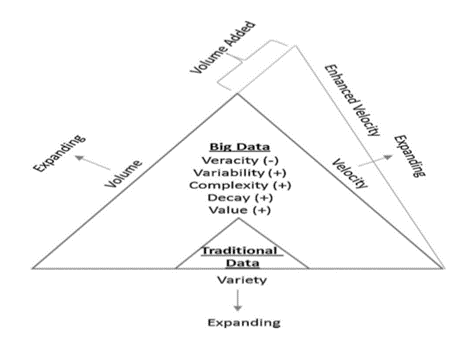 Volume Added
Enhanced Velocity
Expanding
Volume
Velocity
Expanding
Big Data
Veracity (-)
Variability (+)
Complexity (+)
Decay (+)
Value (+)
Traditional
Data
Variety
Expanding